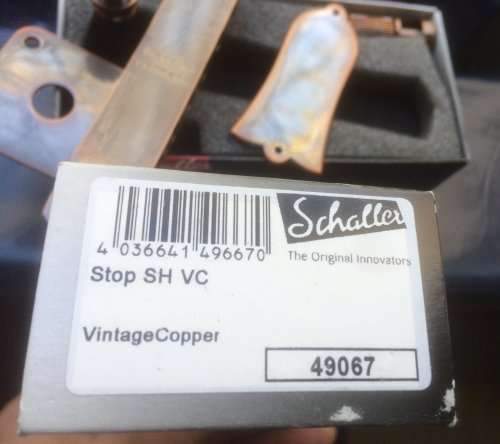 Schaller
The Original Innovators
4 036641 496670
Stop SH VC
VintageCopper
49067